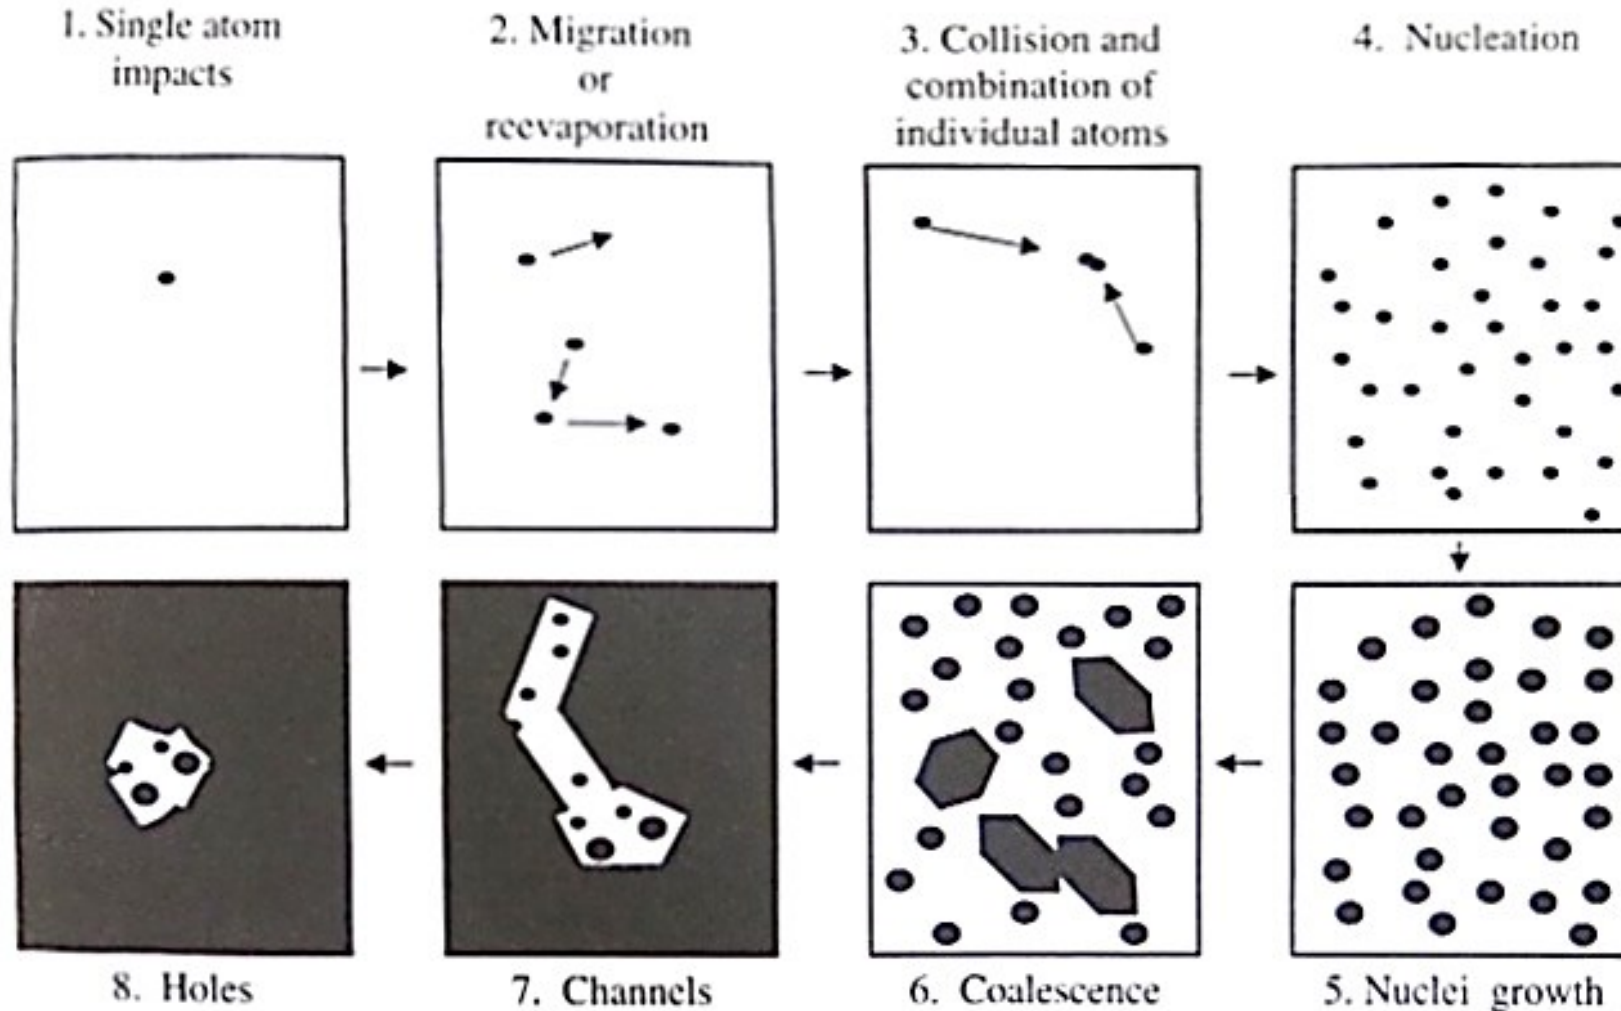 1. Single atom
impacts
2. Migration
or
reevaporation
3. Collision and
combination of
individual atoms
4. Nucleation
8. Holes
7. Channels
6. Coalescence
5. Nuclei growth